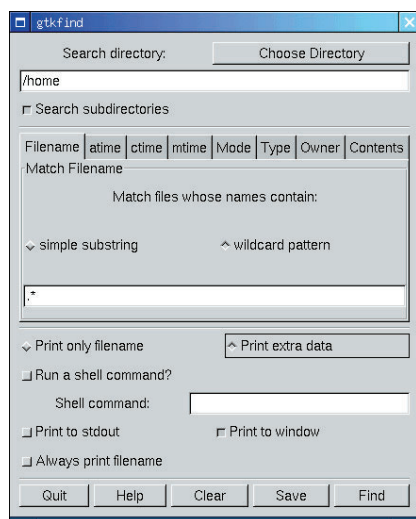 gtkfind
Search directory: Choose Directory
/home
Search subdirectories
Filename atime ctime mtime Mode Type Owner Contents
Match Filename
Match files whose names contain:
simple substring wildcard pattern
.*
Print only filename Print extra data
Run a shell command?
Shell command:
Print to stdout Print to window
Always print filename
Quit Help Clear Save Find